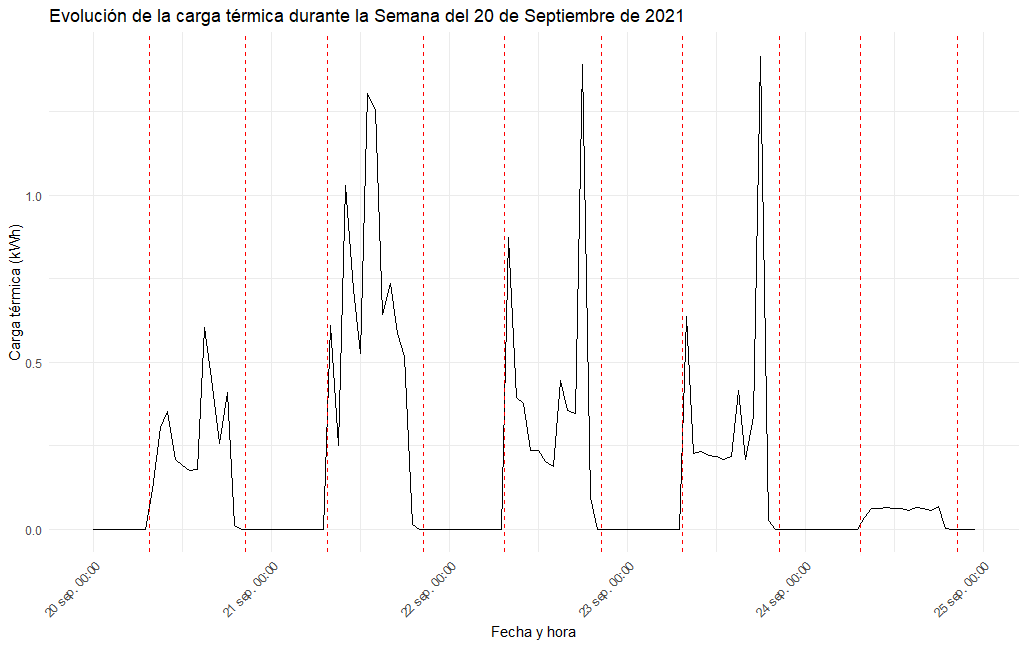 Evolución de la carga térmica durante la Semana del 20 de Septiembre de 2021
Carga térmica (kWh)
1.0
0.5
0.0
20 sep. 00:00
21 sep. 00:00
22 sep. 00:00
23 sep. 00:00
24 sep. 00:00
25 sep. 00:00
Fecha y hora